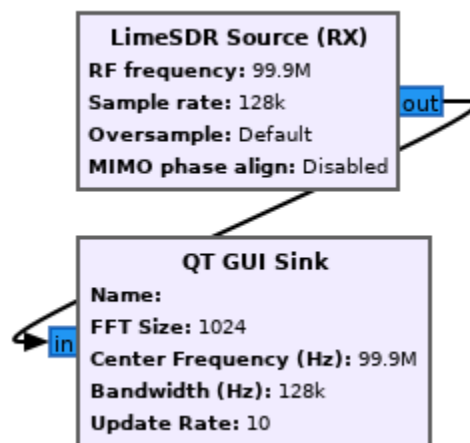 LimeSDR Source (RX)
RF frequency: 99.9M
Sample rate: 128k
Oversample: Default
MIMO phase align: Disabled
out
QT GUI Sink
Name:
FFT Size: 1024
in
Center Frequency (Hz): 99.9M
Bandwidth (Hz): 128k
Update Rate: 10